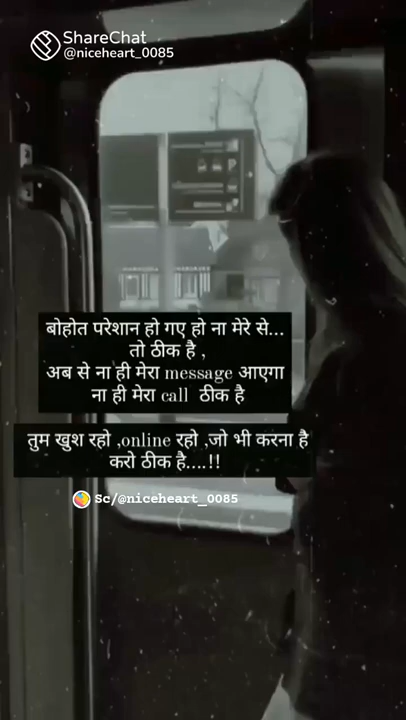 ShareChat
@niceheart_0085
बोहोत परेशान हो गए हो ना मेरे से...
तो ठीक है ,
अब से ना ही मेरा message आएगा
ना ही मेरा call ठीक है
तुम खुश रहो ,online रहो ,जो भी करना है
करो ठीक है....!!
Sc/@niceheart_0085